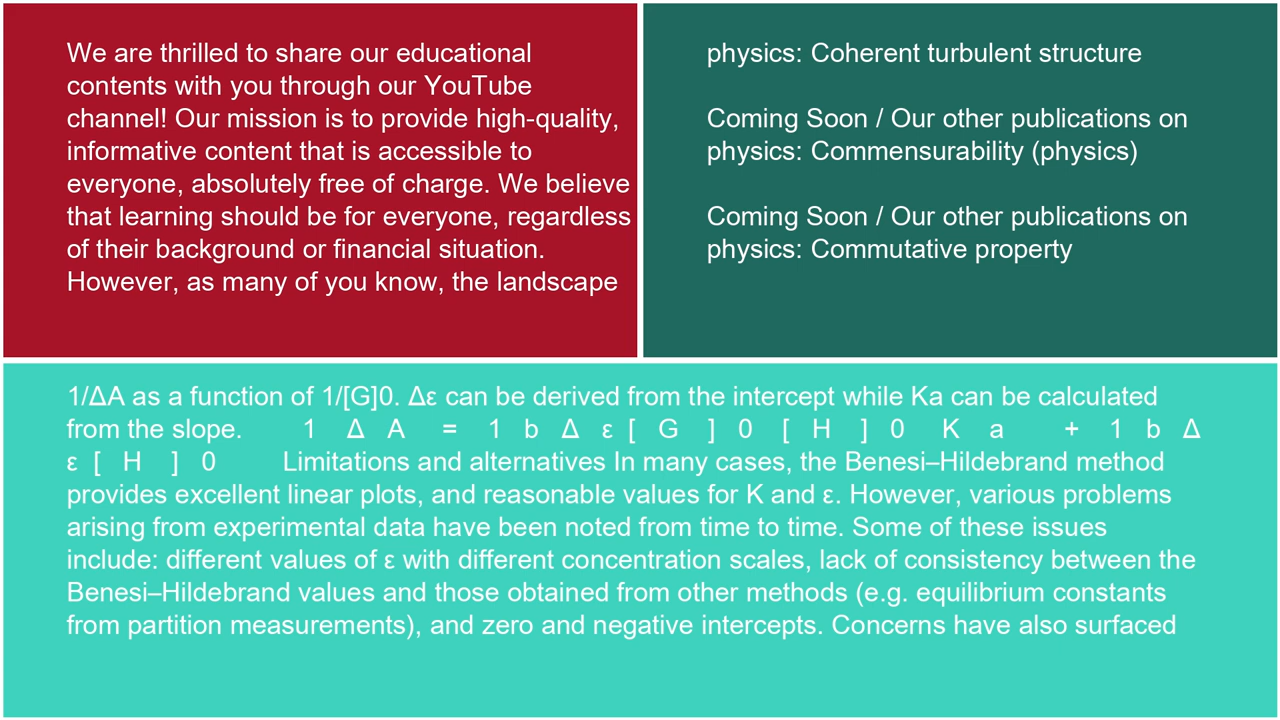 We are thrilled to share our educational
contents with you through our YouTube
channel! Our mission is to provide high-quality,
informative content that is accessible to
everyone, absolutely free of charge. We believe
that learning should be for everyone, regardless
of their background or financial situation.
However, as many of you know, the landscape
physics: Coherent turbulent structure
Coming Soon / Our other publications on
physics: Commensurability (physics)
Coming Soon / Our other publications on
physics: Commutative property
1/ΔA as a function of 1/[G]0. Δε can be derived from the intercept while Ka can be calculated
from the slope. 1 Δ A = 1 b Δ ε [ G ] 0 [ H ] 0 K a + 1 b Δ
ε [ H ] 0 Limitations and alternatives In many cases, the Benesi–Hildebrand method
provides excellent linear plots, and reasonable values for K and ε. However, various problems
arising from experimental data have been noted from time to time. Some of these issues
include: different values of ε with different concentration scales, lack of consistency between the
Benesi–Hildebrand values and those obtained from other methods (e.g. equilibrium constants
from partition measurements), and zero and negative intercepts. Concerns have also surfaced